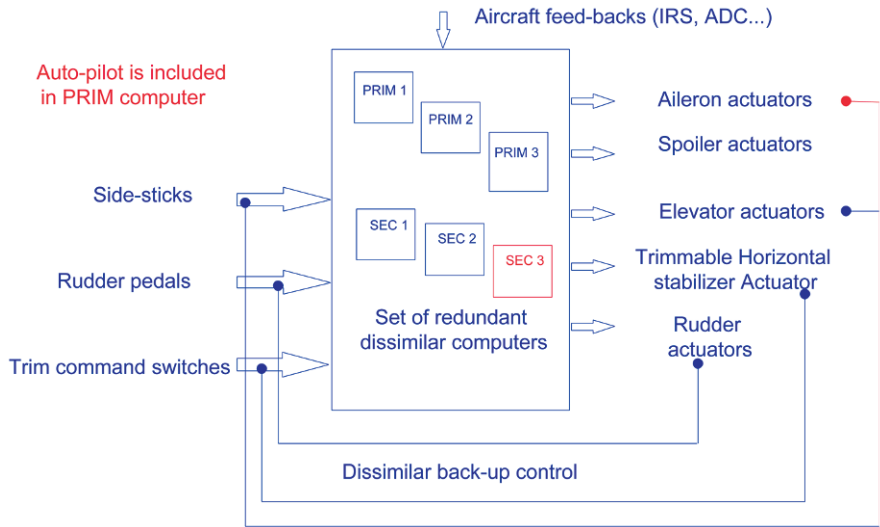 Aircraft feed-backs (IRS, ADC...)
Auto-pilot is included
in PRIM computer
PRIM 1
PRIM 2
PRIM 3
Aileron actuators
Spoiler actuators
Side-sticks
SEC 1
SEC 2
SEC 3
Elevator actuators
Trimmable Horizontal
stabilizer Actuator
Rudder pedals
Set of redundant
dissimilar computers
Rudder
actuators
Trim command switches
Dissimilar back-up control